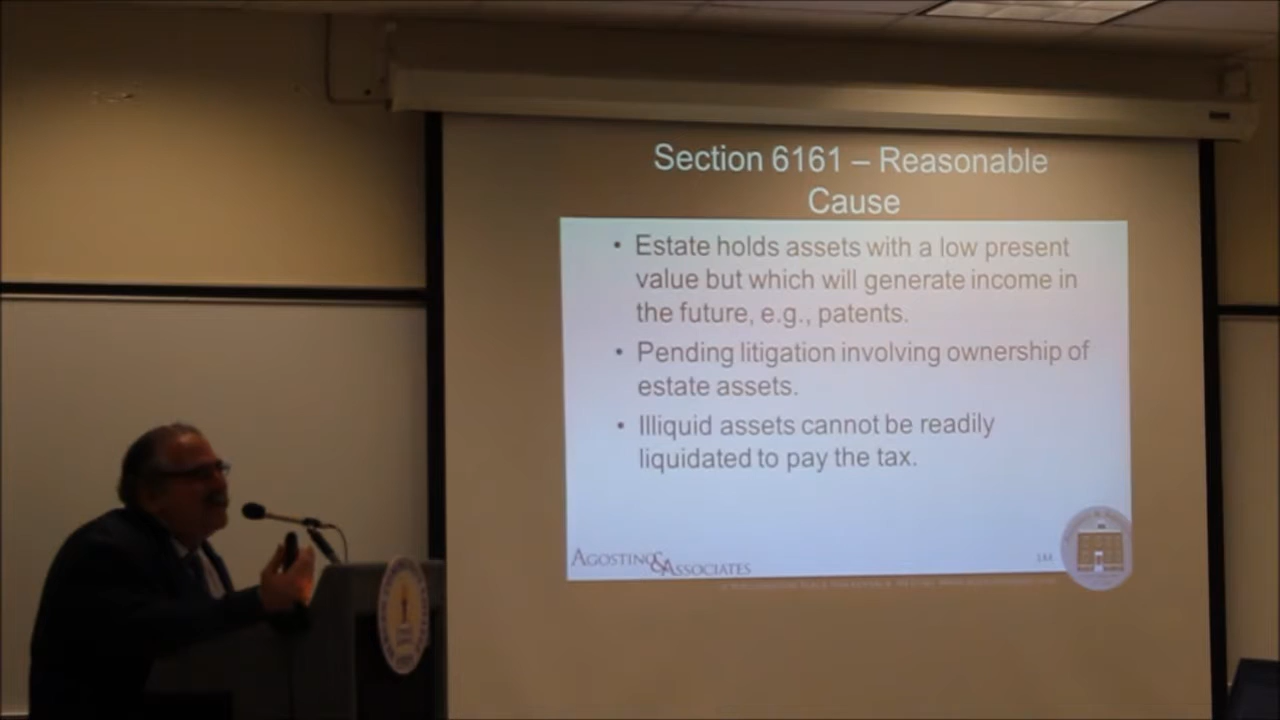 Section 6161 – Reasonable
Cause
• Estate holds assets with a low present
value but which will generate income in
the future, e.g., patents.
• Pending litigation involving ownership of
estate assets.
• Illiquid assets cannot be readily
liquidated to pay the tax.
AGOSTINO & ASSOCIATES